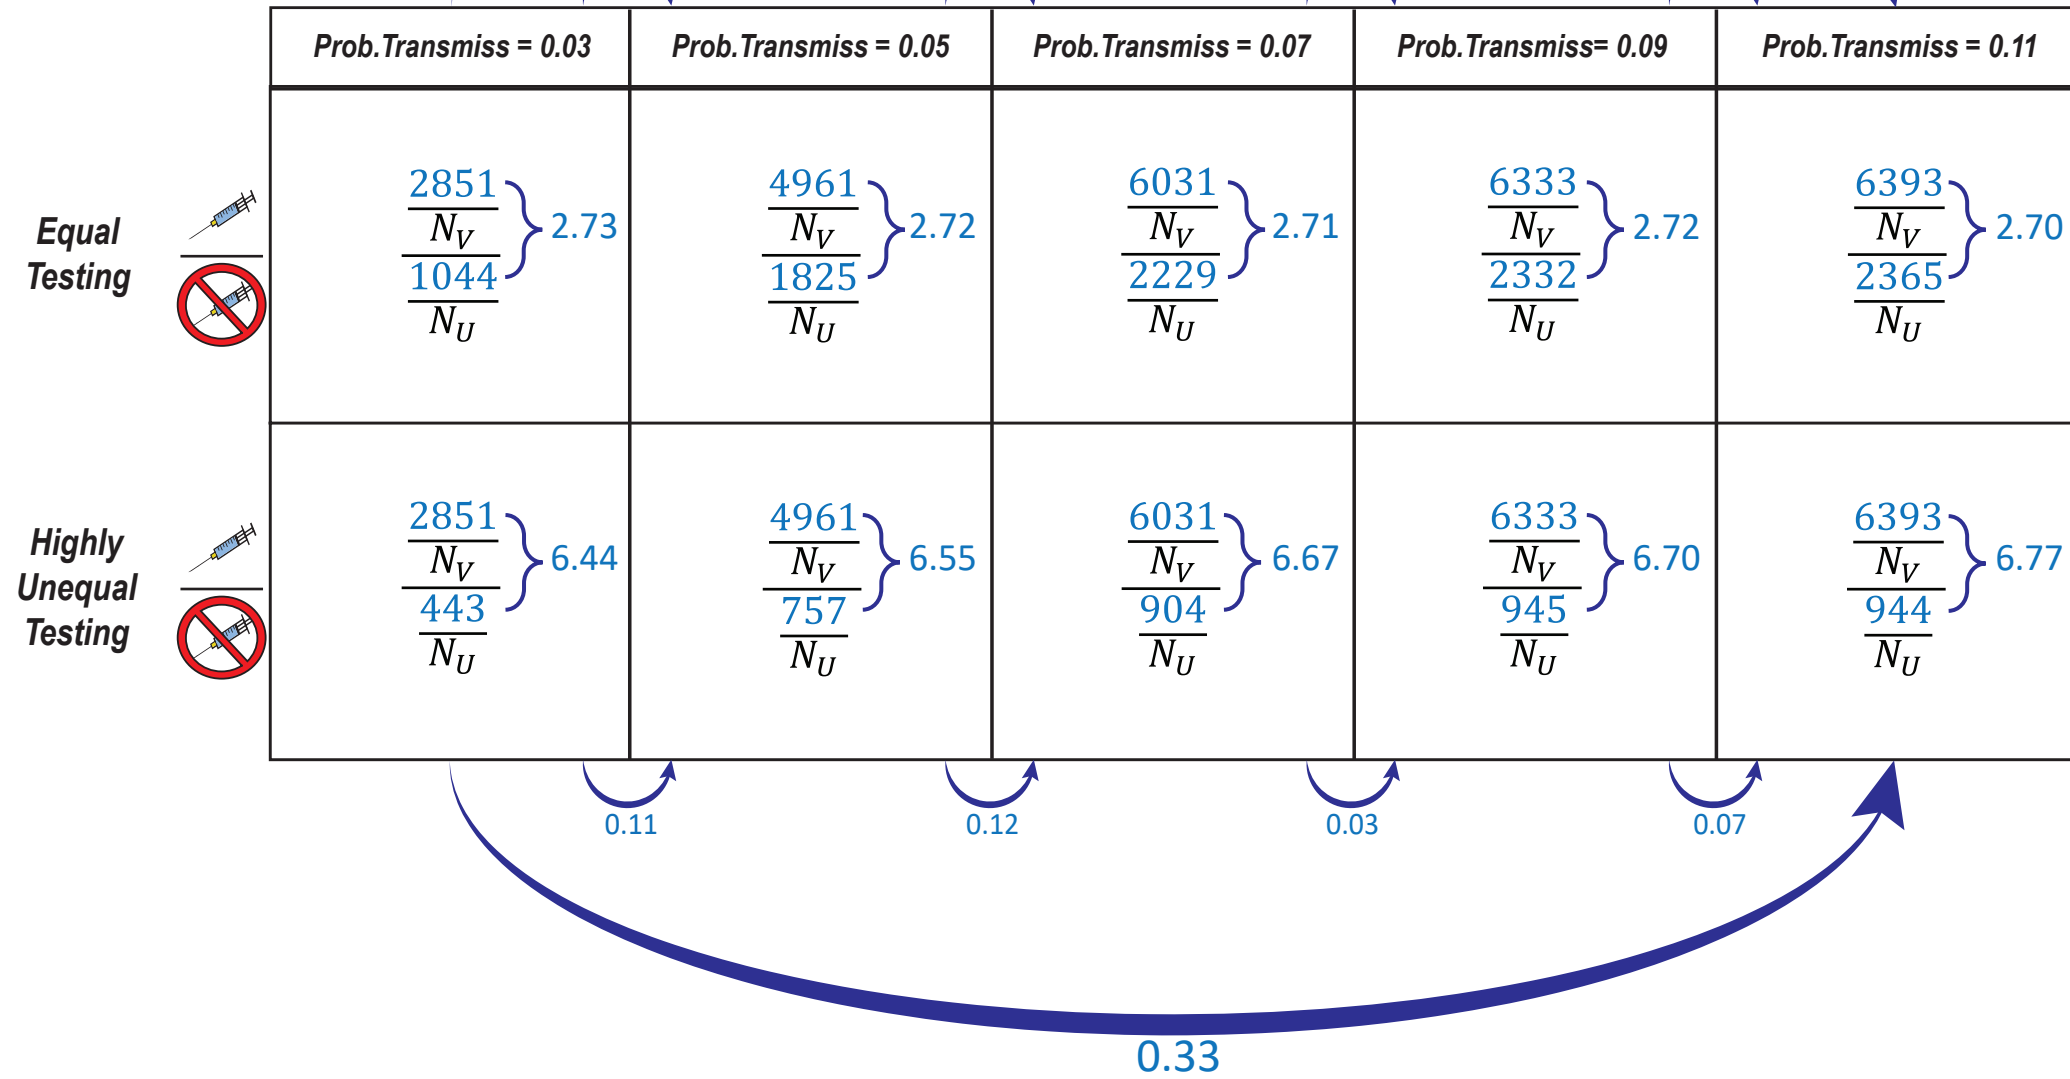 Prob.Transmiss = 0.03 Prob.Transmiss = 0.05 Prob.Transmiss = 0.07 Prob.Transmiss= 0.09 Prob.Transmiss = 0.11
Equal
Testing
2851 4961 6031 6333 6393
N_V N_V N_V N_V N_V
2.73 2.72 2.71 2.72 2.70
1044 1825 2229 2332 2365
N_U N_U N_U N_U N_U
Highly
Unequal
Testing
2851 4961 6031 6333 6393
N_V N_V N_V N_V N_V
6.44 6.55 6.67 6.70 6.77
443 757 904 945 944
N_U N_U N_U N_U N_U
0.11 0.12 0.03 0.07
0.33